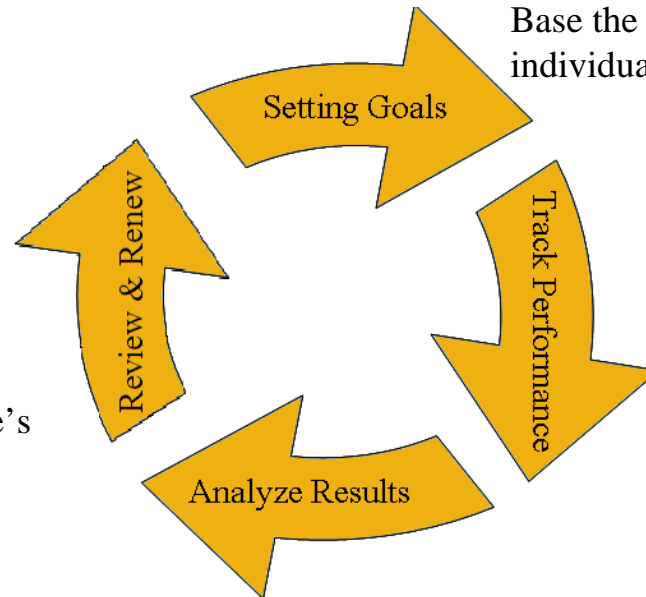 Base the
individua
Setting Goals
Track Performance
Analyze Results
Review & Renew
e's